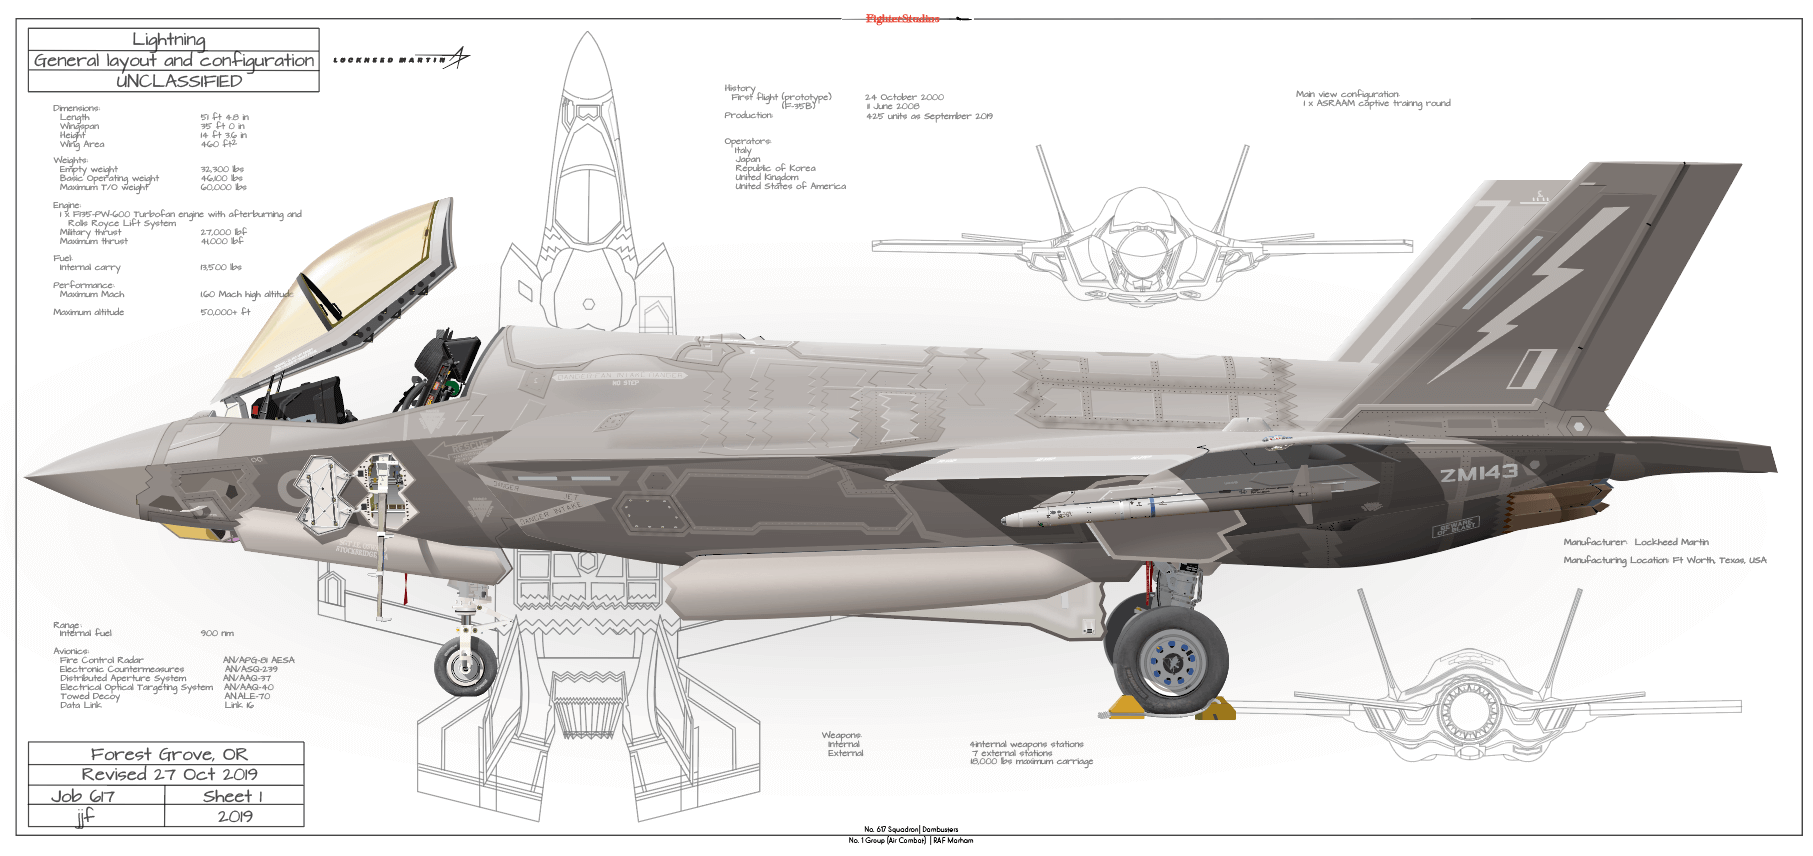 FighterStudios
Lightning
General layout and configuration
UNCLASSIFIED
LOCKHEED MARTIN
Dimensions:
Length 51 ft 4.8 in
Wingspan 35 ft 0 in
Height 14 ft 3.6 in
Wing Area 460 ft2
Weights:
Empty weight 32,300 lbs
Basic Operating weight 46,100 lbs
Maximum T/O weight 60,000 lbs
Engine:
1 x F135-PW-600 Turbofan engine with afterburning and
Rolls Royce Lift System
Military thrust 27,000 lbf
Maximum thrust 41,000 lbf
Fuel:
Internal carry 13,500 lbs
Performance:
Maximum Mach 1.60 Mach high altitude
Maximum altitude 50,000+ ft
History
First flight (prototype) 24 October 2000
(F-35B) 11 June 2008
Production: 425 units as September 2019
Operators:
Italy
Japan
Republic of Korea
United Kingdom
United States of America
Main view configuration:
1 x ASRAAM captive trainng round
DANGER
NO STEP
RESCUE
DANGER JET
DANGER INTAKE
ZM143
BEWARE
OF BLAST
Manufacturer: Lockheed Martin
Manufacturing Location: Ft Worth, Texas, USA
Range:
Internal fuel 900 nm
Avionics:
Fire Control Radar AN/APG-81 AESA
Electronic Countermeasures AN/ASQ-239
Distributed Aperture System AN/AAQ-37
Electrical Optical Targeting System AN/AAQ-40
Towed Decoy AN.ALE-70
Data Link Link 16
Weapons:
Internal 4internal weapons stations
External 7 external stations
18,000 lbs maximum carriage
Forest Grove, OR
Revised 27 Oct 2019
Job 617 Sheet 1
jjf 2019
No. 617 Squadron| Dambusters
No. 1 Group (Air Combat) | RAF Marham